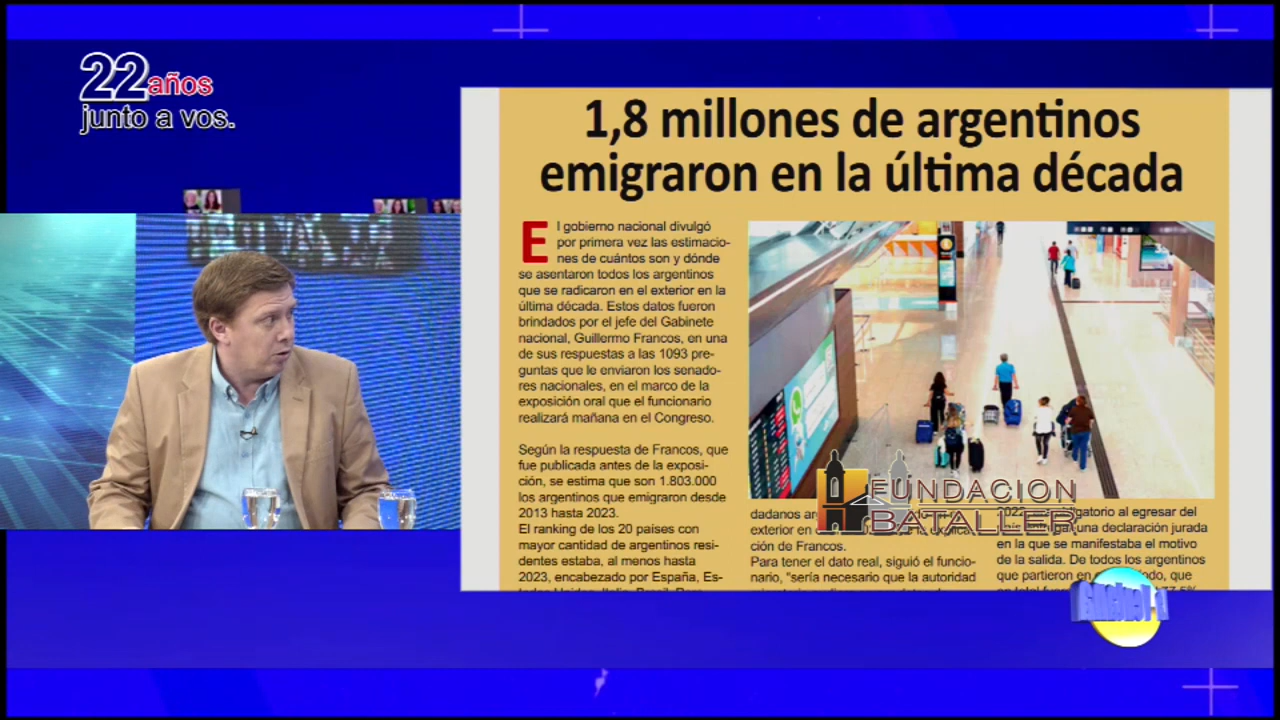 22 años
junto a vos.
1,8 millones de argentinos
emigraron en la última década
El gobierno nacional divulgó
por primera vez las estimacio-
nes de cuántos son y dónde
se asentaron todos los argentinos
que se radicaron en el exterior en la
última década. Estos datos fueron
brindados por el jefe del Gabinete
nacional, Guillermo Francos, en una
de sus respuestas a las 1093 pre-
guntas que le enviaron los senado-
res nacionales, en el marco de la
exposición oral que el funcionario
realizará mañana en el Congreso.
Según la respuesta de Francos, que
fue publicada antes de la exposi-
ción, se estima que son 1.803.000
los argentinos que emigraron desde
2013 hasta 2023.
El ranking de los 20 países con
mayor cantidad de argentinos resi-
dentes estaba, al menos hasta
2023, encabezado por España, Es-
dadanos
exterior en
ción de Francos.
Para tener el dato real, siguió el funcio-
nario, "sería necesario que la autoridad
2022 al egresar del
una declaración jurada
en la que se manifestaba el motivo
de la salida. De todos los argentinos
que partieron en que
FUNDACION
BATALLER